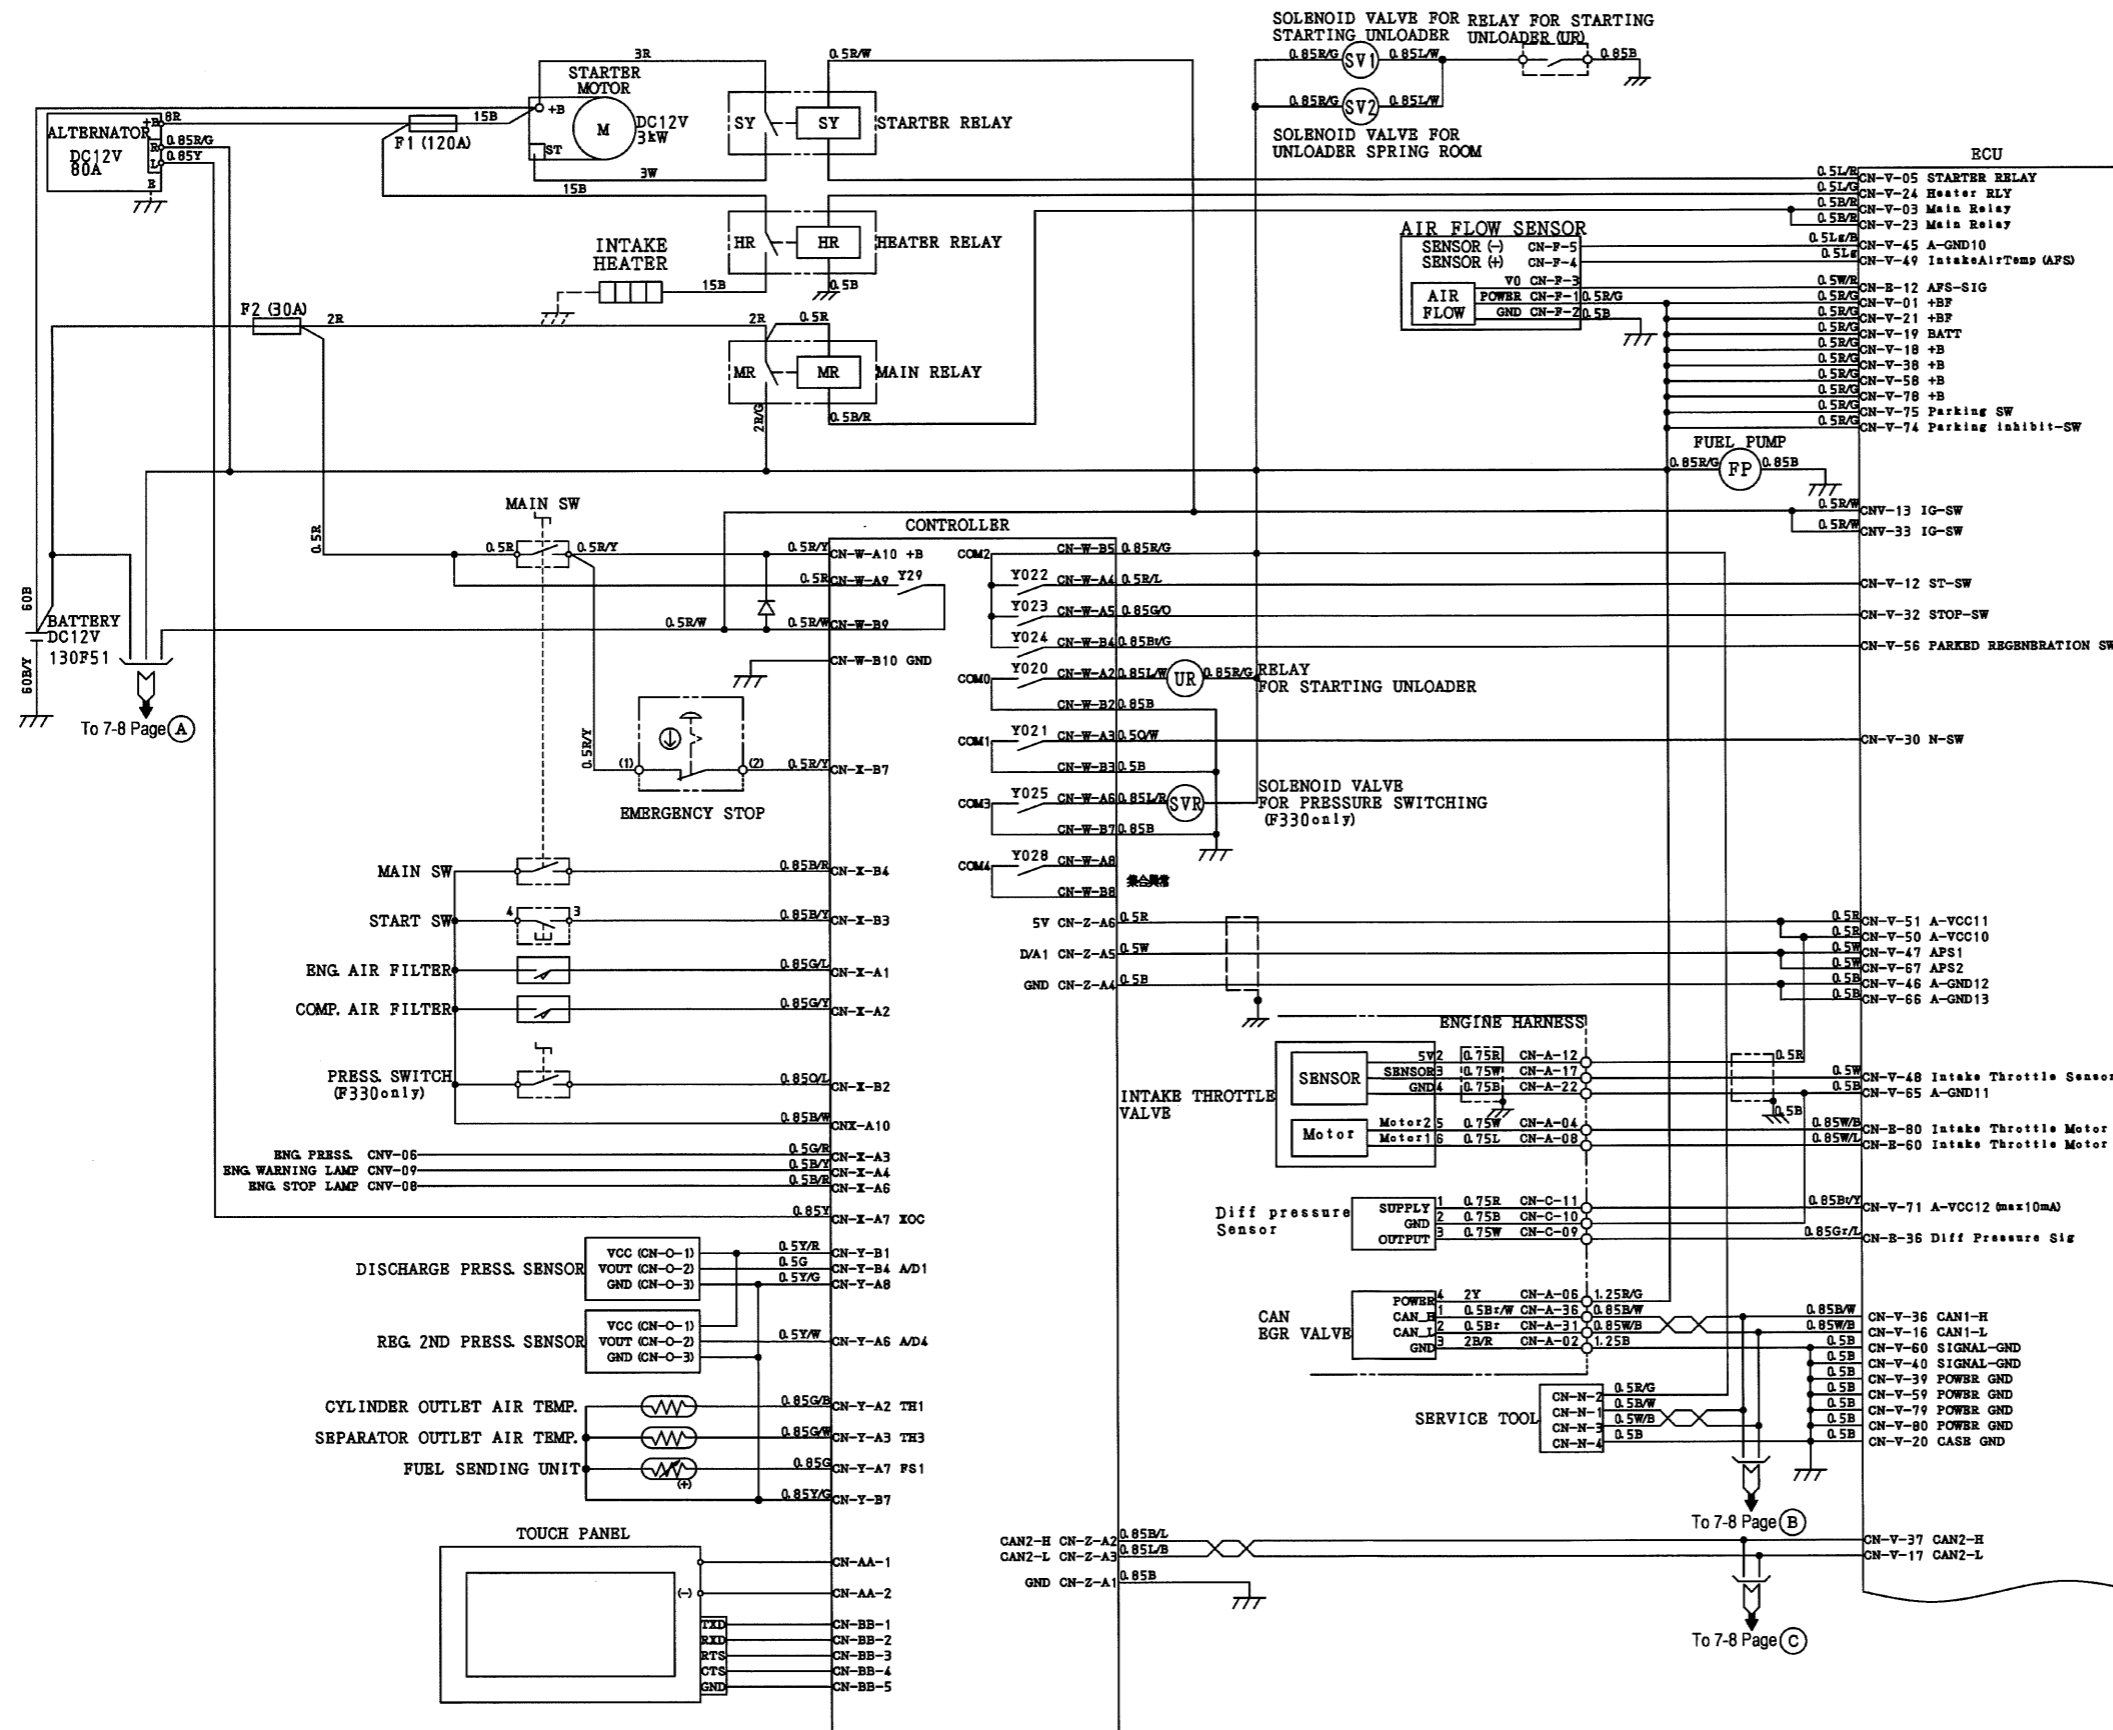 SOLENOID VALVE FOR
STARTING UNLOADER
RELAY FOR STARTING
UNLOADER (UR)
0.85R/G
SV1
0.85L/W
0.85B
0.85R/G
SV2
0.85L/W
SOLENOID VALVE FOR
UNLOADER SPRING ROOM
3R
STARTER
MOTOR
+B
M
DC12V
3kW
ST
3W
0.5R/W
SY
SY
STARTER RELAY
ALTERNATOR
DC12V
80A
+B
R
L
E
8R
0.85R/G
0.85Y
F1 (120A)
15B
15B
HR
HR
HEATER RELAY
0.5B
INTAKE
HEATER
15B
F2 (30A)
2R
2R
0.5R
MR
MR
MAIN RELAY
2R/G
0.5B/R
ECU
0.5L/R CN-V-05 STARTER RELAY
0.5L/G CN-V-24 Heater RLY
0.5B/R CN-V-03 Main Relay
0.5B/R CN-V-23 Main Relay
0.5Lg/B CN-V-45 A-GND10
0.5Lg CN-V-49 IntakeAirTemp (AFS)
0.5W/R CN-E-12 AFS-SIG
0.5R/G CN-V-01 +BF
0.5R/G CN-V-21 +BF
0.5R/G CN-V-19 BATT
0.5R/G CN-V-18 +B
0.5R/G CN-V-38 +B
0.5R/G CN-V-58 +B
0.5R/G CN-V-78 +B
0.5R/G CN-V-75 Parking SW
0.5R/G CN-V-74 Parking inhibit-SW
AIR FLOW SENSOR
SENSOR (-) CN-F-5
SENSOR (+) CN-F-4
V0 CN-F-3
POWER CN-F-1 0.5R/G
GND CN-F-2 0.5B
AIR
FLOW
FUEL PUMP
0.85R/G
FP
0.85B
0.5R/W CNV-13 IG-SW
0.5R/W CNV-33 IG-SW
60B
60B/Y
BATTERY
DC12V
130F51
To 7-8 Page A
0.5R
MAIN SW
0.5R
0.5R/Y
0.5R/W
0.5R/Y
CONTROLLER
0.5R/Y CN-W-A10 +B
0.5R CN-W-A9 Y29
0.5R/W CN-W-B9
CN-W-B10 GND
(1)
(2)
0.5R/Y CN-X-B7
EMERGENCY STOP
COM2
CN-W-B5 0.85R/G
Y022 CN-W-A4 0.5R/L
CN-V-12 ST-SW
Y023 CN-W-A5 0.85G/O
CN-V-32 STOP-SW
Y024 CN-W-B4 0.85Br/G
CN-V-56 PARKED REGENERATION SW
COM0
Y020 CN-W-A2 0.85L/W
UR
0.85R/G
RELAY
FOR STARTING UNLOADER
CN-W-B2 0.85B
COM1
Y021 CN-W-A3 0.5O/W
CN-V-30 N-SW
CN-W-B3 0.5B
COM3
Y025 CN-W-A6 0.85L/R
SVR
SOLENOID VALVE
FOR PRESSURE SWITCHING
(F330only)
CN-W-B7 0.85B
COM4
Y028 CN-W-A8
CN-W-B8
集合異常
MAIN SW
0.85B/R CN-X-B4
START SW
4
3
0.85B/Y CN-X-B3
ENG. AIR FILTER
0.85G/L CN-X-A1
COMP. AIR FILTER
0.85G/Y CN-X-A2
PRESS. SWITCH
(F330only)
0.85O/L CN-X-B2
0.85B/W CNX-A10
ENG. PRESS. CNV-06
0.5G/R CN-X-A3
ENG. WARNING LAMP CNV-09
0.5B/Y CN-X-A4
ENG. STOP LAMP CNV-08
0.5B/R CN-X-A6
0.85Y CN-X-A7 XOC
5V CN-Z-A6 0.5R
D/A1 CN-Z-A5 0.5W
GND CN-Z-A4 0.5B
0.5R CN-V-51 A-VCC11
0.5R CN-V-50 A-VCC10
0.5W CN-V-47 APS1
0.5W CN-V-67 APS2
0.5B CN-V-46 A-GND12
0.5B CN-V-66 A-GND13
ENGINE HARNESS
INTAKE THROTTLE
VALVE
SENSOR
5V 2 0.75R CN-A-12
SENSOR 3 0.75W CN-A-17
GND 4 0.75B CN-A-22
Motor
Motor2 5 0.75W CN-A-04
Motor1 6 0.75L CN-A-08
0.5R
0.5B
0.5W CN-V-48 Intake Throttle Sensor
0.5B CN-V-65 A-GND11
0.85W/B CN-E-80 Intake Throttle Motor
0.85W/L CN-E-60 Intake Throttle Motor
Diff pressure
Sensor
SUPPLY 1 0.75R CN-C-11
GND 2 0.75B CN-C-10
OUTPUT 3 0.75W CN-C-09
0.85Br/Y CN-V-71 A-VCC12 (max10mA)
0.85Gr/L CN-E-36 Diff Pressure Sig
DISCHARGE PRESS. SENSOR
VCC (CN-O-1)
VOUT (CN-O-2)
GND (CN-O-3)
0.5Y/R CN-Y-B1
0.5G CN-Y-B4 A/D1
0.5Y/G CN-Y-A8
REG. 2ND PRESS. SENSOR
VCC (CN-O-1)
VOUT (CN-O-2)
GND (CN-O-3)
0.5Y/W CN-Y-A6 A/D4
CAN
EGR VALVE
POWER 4 2Y CN-A-06 1.25R/G
CAN_H 1 0.5Br/W CN-A-36 0.85B/W
CAN_L 2 0.5Br CN-A-31 0.85W/B
GND 3 2B/R CN-A-02 1.25B
0.85B/W CN-V-36 CAN1-H
0.85W/B CN-V-16 CAN1-L
0.5B CN-V-60 SIGNAL-GND
0.5B CN-V-40 SIGNAL-GND
0.5B CN-V-39 POWER GND
0.5B CN-V-59 POWER GND
0.5B CN-V-79 POWER GND
0.5B CN-V-80 POWER GND
0.5B CN-V-20 CASE GND
SERVICE TOOL
CN-N-2 0.5R/G
CN-N-1 0.5B/W
CN-N-3 0.5W/B
CN-N-4 0.5B
CYLINDER OUTLET AIR TEMP.
0.85G/B CN-Y-A2 TH1
SEPARATOR OUTLET AIR TEMP.
0.85G/W CN-Y-A3 TH3
FUEL SENDING UNIT
(+)
0.85G CN-Y-A7 FS1
0.85Y/G CN-Y-B7
To 7-8 Page B
TOUCH PANEL
CN-AA-1
(-)
CN-AA-2
TXD CN-BB-1
RXD CN-BB-2
RTS CN-BB-3
CTS CN-BB-4
GND CN-BB-5
CAN2-H CN-Z-A2 0.85B/L
CAN2-L CN-Z-A3 0.85L/B
GND CN-Z-A1 0.85B
CN-V-37 CAN2-H
CN-V-17 CAN2-L
To 7-8 Page C